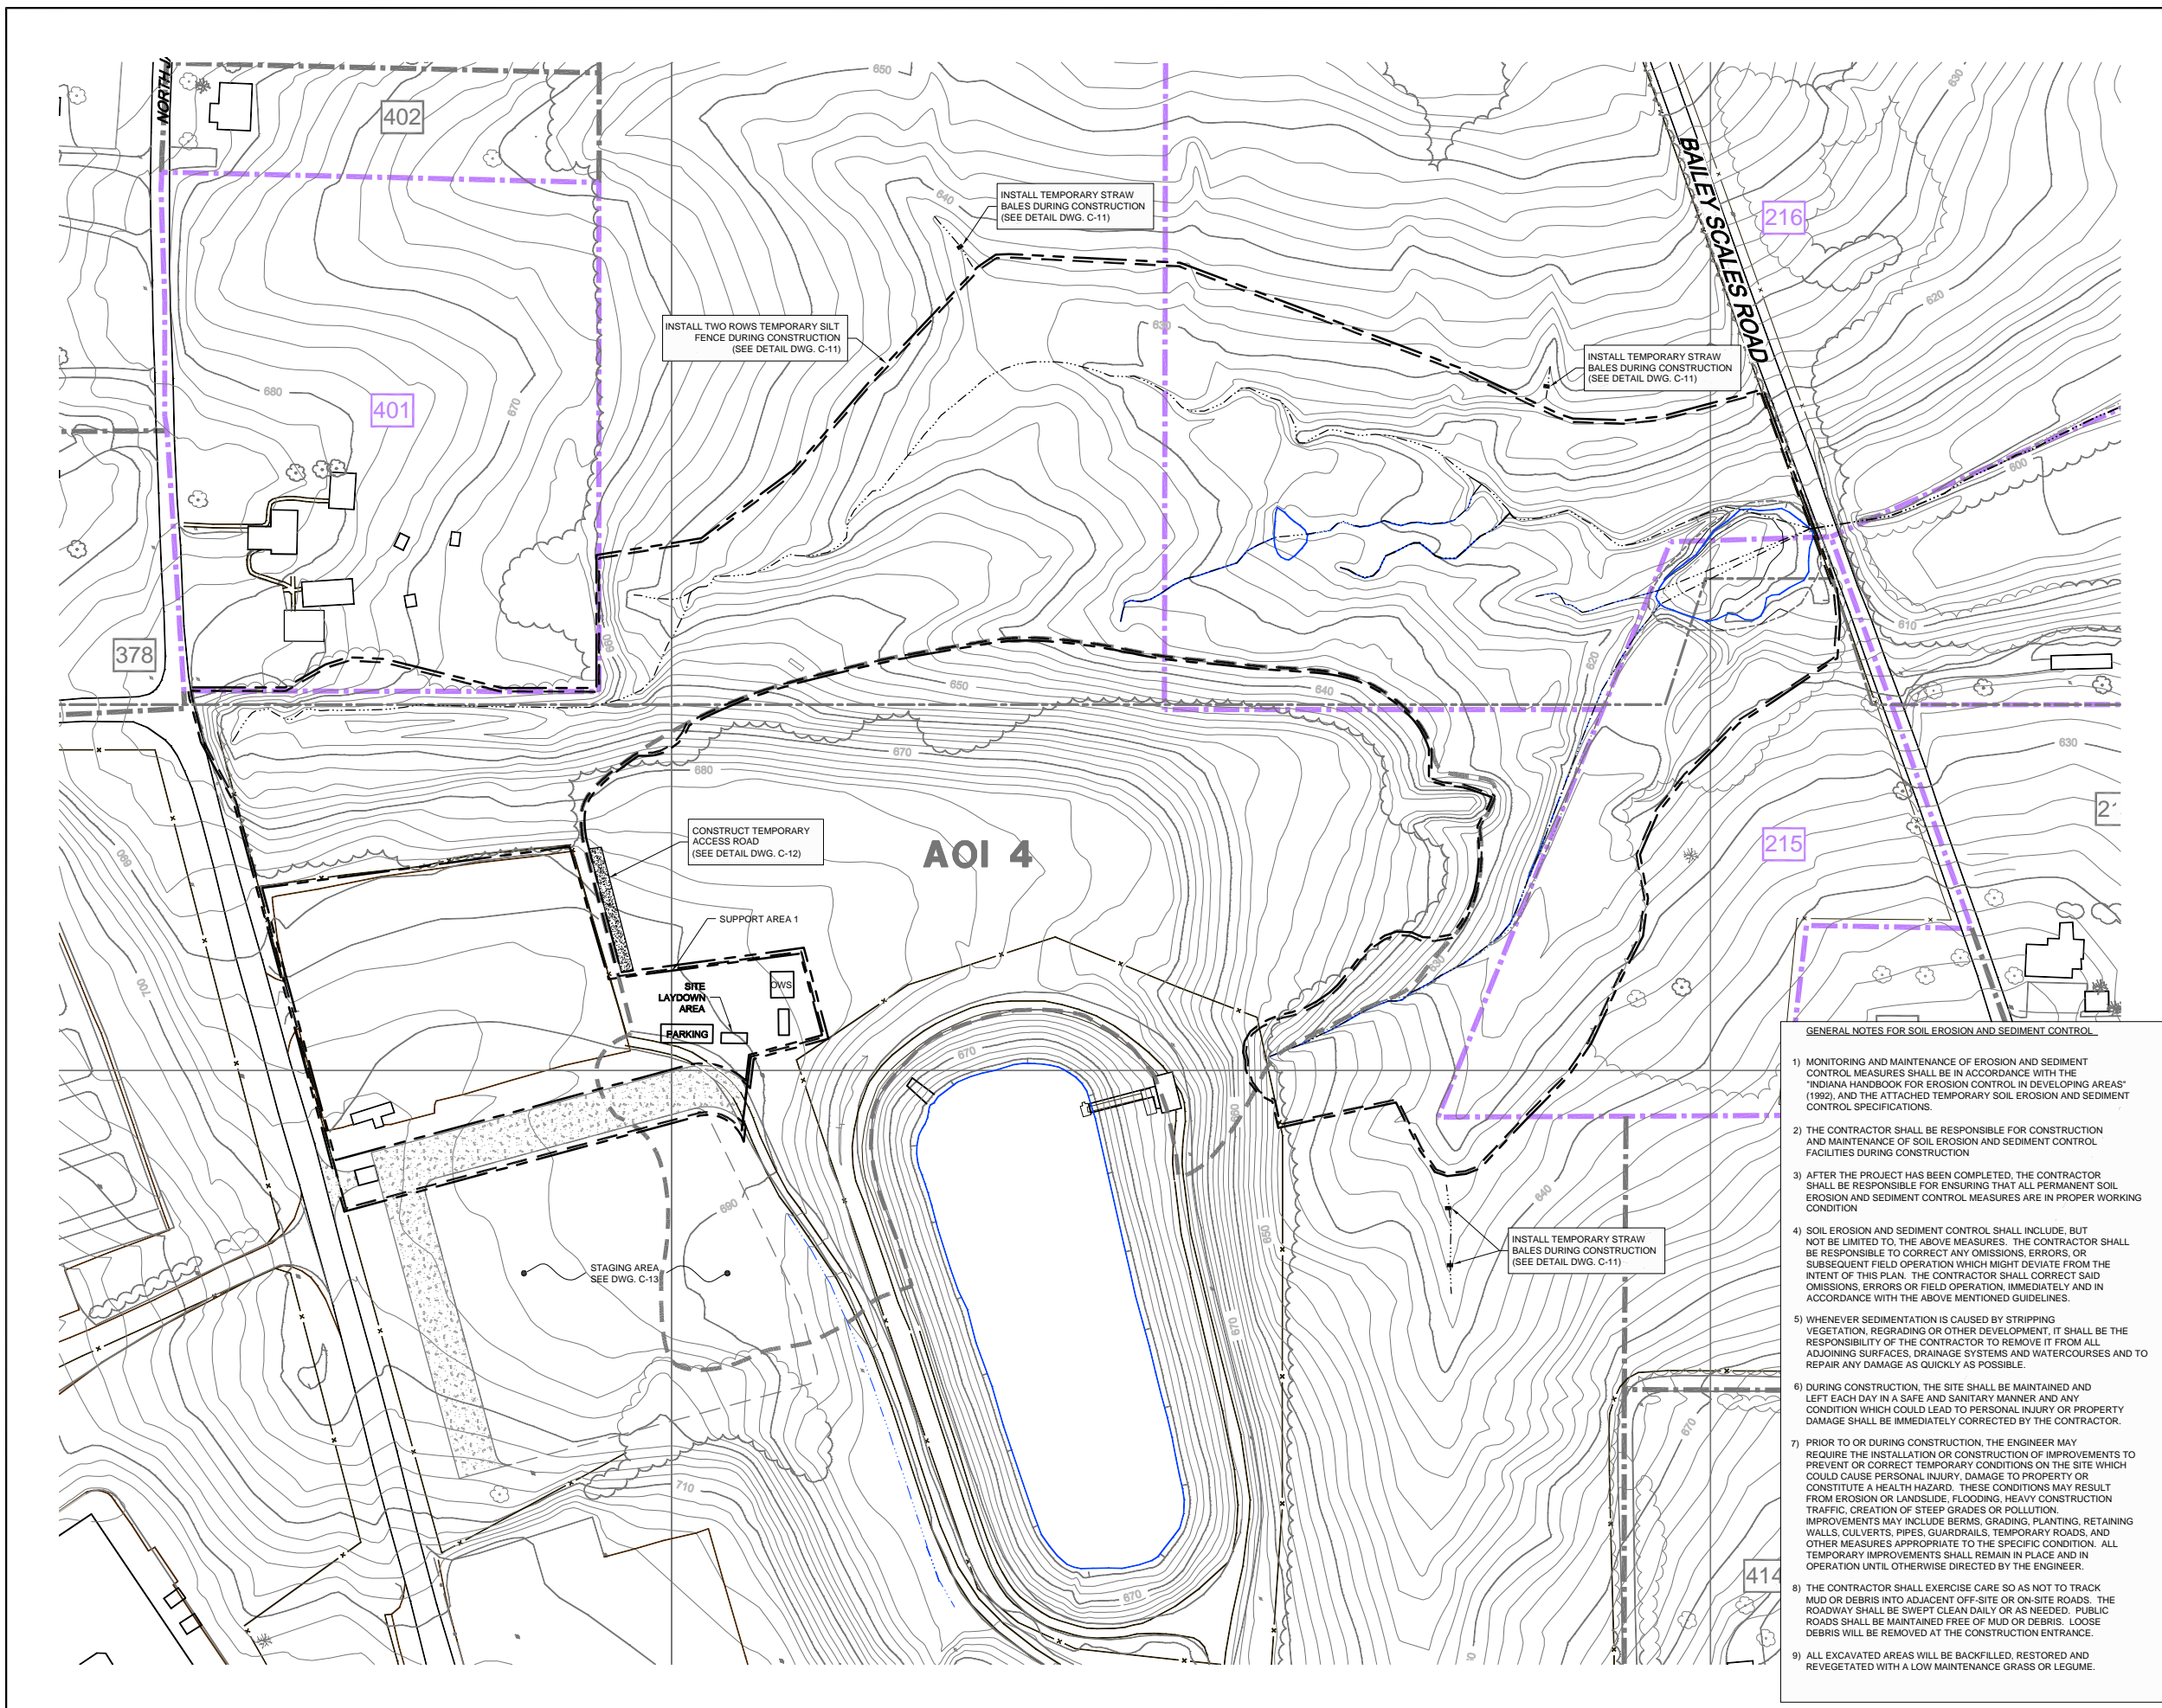 NORTH J
402
650
640
INSTALL TEMPORARY STRAW
BALES DURING CONSTRUCTION
(SEE DETAIL DWG. C-11)
BAILEY SCALES ROAD
630
216
620
INSTALL TWO ROWS TEMPORARY SILT
FENCE DURING CONSTRUCTION
(SEE DETAIL DWG. C-11)
630
INSTALL TEMPORARY STRAW
BALES DURING CONSTRUCTION
(SEE DETAIL DWG. C-11)
680
401
670
600
378
660
650
640
620
610
670
680
630
CONSTRUCT TEMPORARY
ACCESS ROAD
(SEE DETAIL DWG. C-12)
AOI 4
215
21
690
SUPPORT AREA 1
700
SITE
LAYDOWN
AREA
OWS
PARKING
630
670
660
690
640
650
STAGING AREA
SEE DWG. C-13
INSTALL TEMPORARY STRAW
BALES DURING CONSTRUCTION
(SEE DETAIL DWG. C-11)
670
670
710
670
414
GENERAL NOTES FOR SOIL EROSION AND SEDIMENT CONTROL
1) MONITORING AND MAINTENANCE OF EROSION AND SEDIMENT
CONTROL MEASURES SHALL BE IN ACCORDANCE WITH THE
"INDIANA HANDBOOK FOR EROSION CONTROL IN DEVELOPING AREAS"
(1992), AND THE ATTACHED TEMPORARY SOIL EROSION AND SEDIMENT
CONTROL SPECIFICATIONS.
2) THE CONTRACTOR SHALL BE RESPONSIBLE FOR CONSTRUCTION
AND MAINTENANCE OF SOIL EROSION AND SEDIMENT CONTROL
FACILITIES DURING CONSTRUCTION
3) AFTER THE PROJECT HAS BEEN COMPLETED, THE CONTRACTOR
SHALL BE RESPONSIBLE FOR ENSURING THAT ALL PERMANENT SOIL
EROSION AND SEDIMENT CONTROL MEASURES ARE IN PROPER WORKING
CONDITION
4) SOIL EROSION AND SEDIMENT CONTROL SHALL INCLUDE, BUT
NOT BE LIMITED TO, THE ABOVE MEASURES. THE CONTRACTOR SHALL
BE RESPONSIBLE TO CORRECT ANY OMISSIONS, ERRORS, OR
SUBSEQUENT FIELD OPERATION WHICH MIGHT DEVIATE FROM THE
INTENT OF THIS PLAN. THE CONTRACTOR SHALL CORRECT SAID
OMISSIONS, ERRORS OR FIELD OPERATION, IMMEDIATELY AND IN
ACCORDANCE WITH THE ABOVE MENTIONED GUIDELINES.
5) WHENEVER SEDIMENTATION IS CAUSED BY STRIPPING
VEGETATION, REGRADING OR OTHER DEVELOPMENT, IT SHALL BE THE
RESPONSIBILITY OF THE CONTRACTOR TO REMOVE IT FROM ALL
ADJOINING SURFACES, DRAINAGE SYSTEMS AND WATERCOURSES AND TO
REPAIR ANY DAMAGE AS QUICKLY AS POSSIBLE.
6) DURING CONSTRUCTION, THE SITE SHALL BE MAINTAINED AND
LEFT EACH DAY IN A SAFE AND SANITARY MANNER AND ANY
CONDITION WHICH COULD LEAD TO PERSONAL INJURY OR PROPERTY
DAMAGE SHALL BE IMMEDIATELY CORRECTED BY THE CONTRACTOR.
7) PRIOR TO OR DURING CONSTRUCTION, THE ENGINEER MAY
REQUIRE THE INSTALLATION OR CONSTRUCTION OF IMPROVEMENTS TO
PREVENT OR CORRECT TEMPORARY CONDITIONS ON THE SITE WHICH
COULD CAUSE PERSONAL INJURY, DAMAGE TO PROPERTY OR
CONSTITUTE A HEALTH HAZARD. THESE CONDITIONS MAY RESULT
FROM EROSION OR LANDSLIDE, FLOODING, HEAVY CONSTRUCTION
TRAFFIC, CREATION OF STEEP GRADES OR POLLUTION.
IMPROVEMENTS MAY INCLUDE BERMS, GRADING, PLANTING, RETAINING
WALLS, CULVERTS, PIPES, GUARDRAILS, TEMPORARY ROADS, AND
OTHER MEASURES APPROPRIATE TO THE SPECIFIC CONDITION. ALL
TEMPORARY IMPROVEMENTS SHALL REMAIN IN PLACE AND IN
OPERATION UNTIL OTHERWISE DIRECTED BY THE ENGINEER.
8) THE CONTRACTOR SHALL EXERCISE CARE SO AS NOT TO TRACK
MUD OR DEBRIS INTO ADJACENT OFF-SITE OR ON-SITE ROADS. THE
ROADWAY SHALL BE SWEPT CLEAN DAILY OR AS NEEDED. PUBLIC
ROADS SHALL BE MAINTAINED FREE OF MUD OR DEBRIS. LOOSE
DEBRIS WILL BE REMOVED AT THE CONSTRUCTION ENTRANCE.
9) ALL EXCAVATED AREAS WILL BE BACKFILLED, RESTORED AND
REVEGETATED WITH A LOW MAINTENANCE GRASS OR LEGUME.